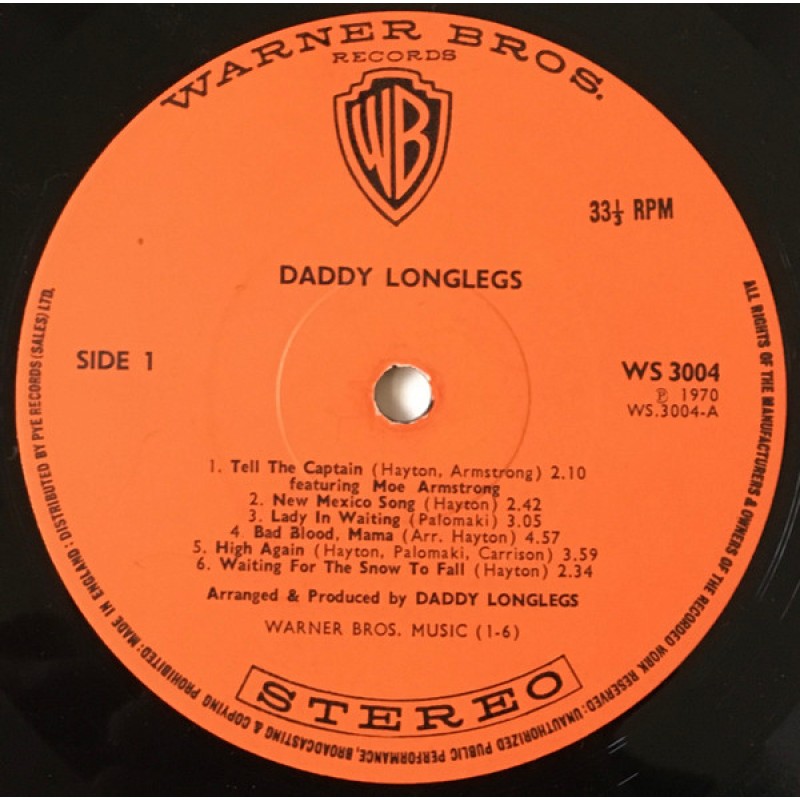 WARNER BROS.
RECORDS
WB
33⅓ RPM
DADDY LONGLEGS
SIDE 1
WS 3004
℗ 1970
WS.3004-A
1. Tell The Captain (Hayton, Armstrong) 2.10
featuring Moe Armstrong
2. New Mexico Song (Hayton) 2.42
3. Lady In Waiting (Palomaki) 3.05
4. Bad Blood, Mama (Arr. Hayton) 4.57
5. High Again (Hayton, Palomaki, Carrison) 3.59
6. Waiting For The Snow To Fall (Hayton) 2.34
Arranged & Produced by DADDY LONGLEGS
WARNER BROS. MUSIC (1-6)
STEREO
ALL RIGHTS OF THE MANUFACTURERS & OWNERS OF THE RECORDED WORK RESERVED: UNAUTHORIZED PUBLIC PERFORMANCE, BROADCASTING & COPYING PROHIBITED: MADE IN ENGLAND: DISTRIBUTED BY PYE RECORDS (SALES) LTD.